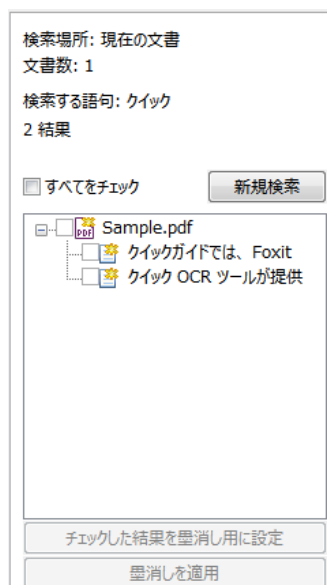 検索場所: 現在の文書
文書数: 1
検索する語句: クイック
2 結果
すべてをチェック
新規検索
Sample.pdf
クイックガイドでは、Foxit
クイック OCR ツールが提供
チェックした結果を墨消し用に設定
墨消しを適用